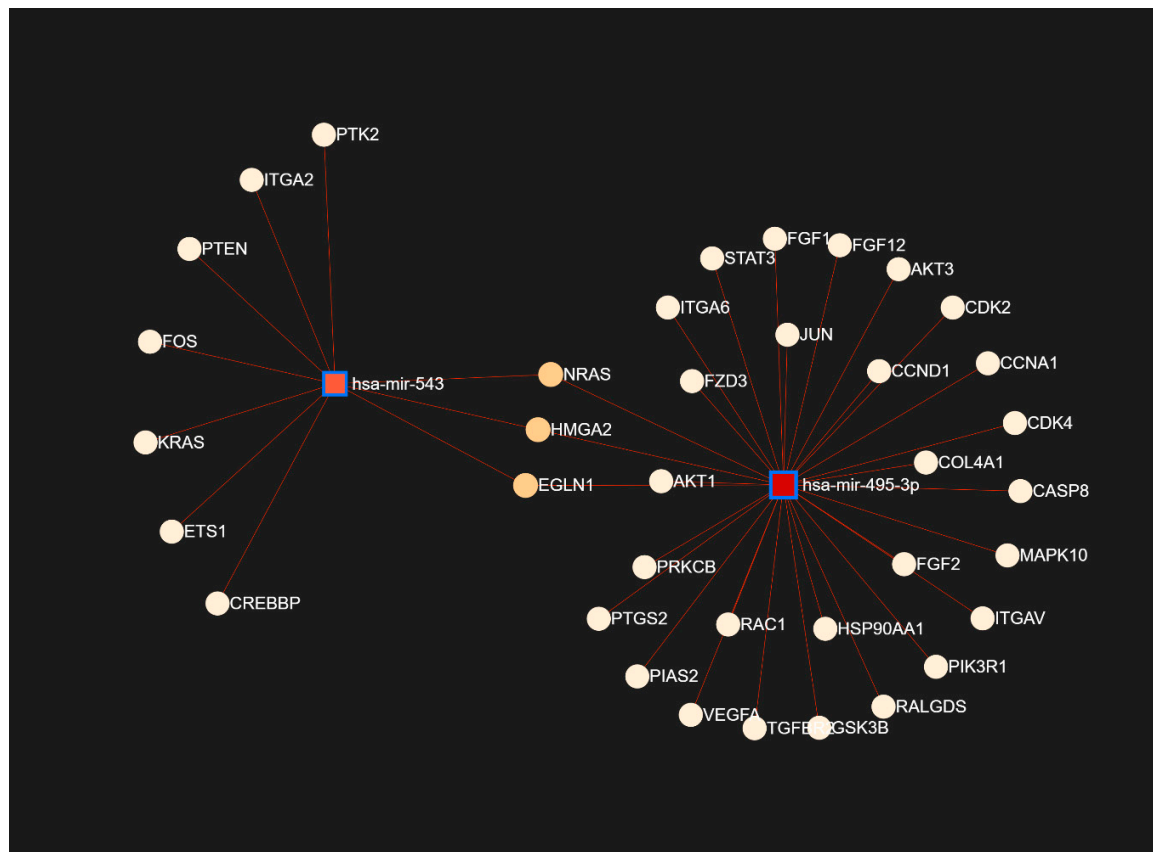 PTK2
ITGA2
PTEN
FOS
KRAS
ETS1
CREBBP
hsa-mir-543
NRAS
HMGA2
EGLN1
FGF1
FGF12
STAT3
AKT3
ITGA6
CDK2
JUN
FZD3
CCND1
CCNA1
CDK4
COL4A1
AKT1
hsa-mir-495-3p
CASP8
PRKCB
FGF2
MAPK10
PTGS2
RAC1
HSP90AA1
ITGAV
PIAS2
PIK3R1
VEGFA
TGFBR2
GSK3B
RALGDS